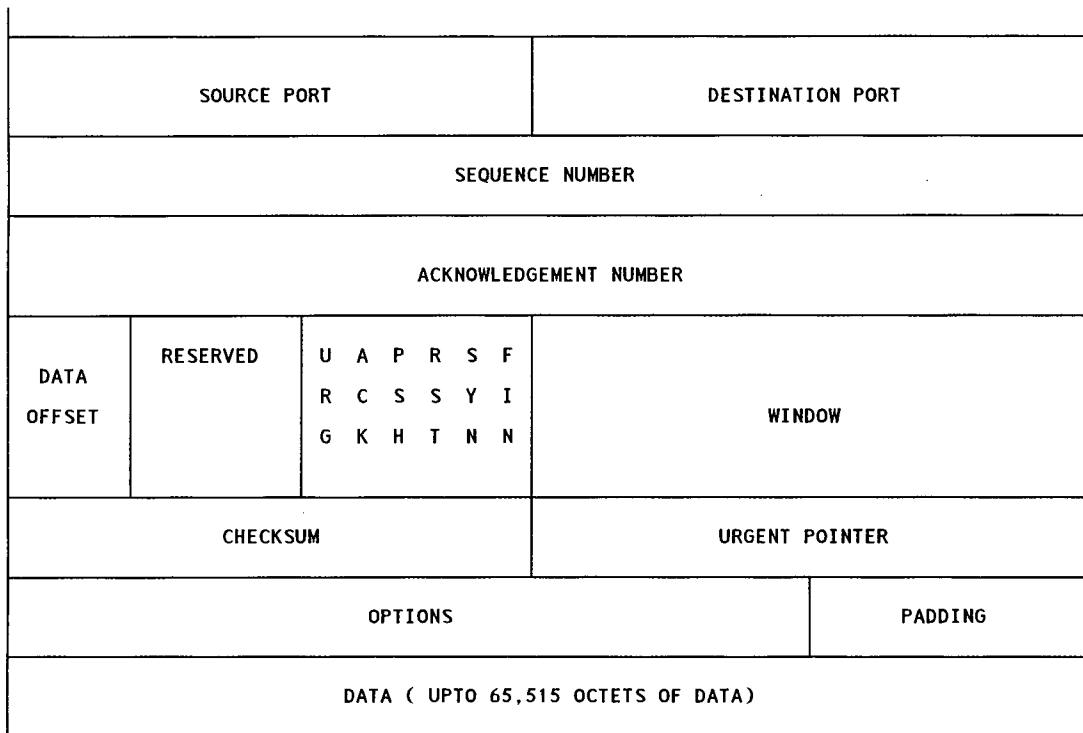 SOURCE PORT DESTINATION PORT
SEQUENCE NUMBER
ACKNOWLEDGEMENT NUMBER
DATA OFFSET RESERVED U A P R S F
R C S S Y I
G K H T N N
WINDOW
CHECKSUM URGENT POINTER
OPTIONS PADDING
DATA ( UPTO 65,515 OCTETS OF DATA)